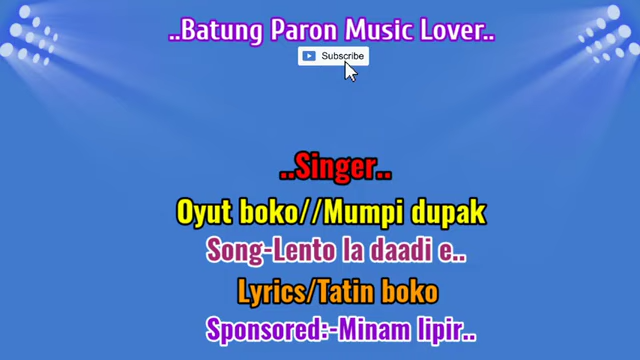 ..Batung Paron Music Lover..
Subscribe
..Singer..
Oyut boko//Mumpi dupak
Song-Lento la daadi e..
Lyrics/Tatin boko
Sponsored:-Minam lipir..